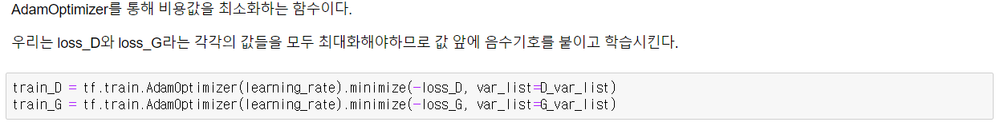 AdamOptimizer를 통해 비용값을 최소화하는 함수이다.
우리는 loss_D와 loss_G라는 각각의 값들을 모두 최대화해야하므로 값 앞에 음수기호를 붙이고 학습시킨다.
train_D = tf.train.AdamOptimizer(learning_rate).minimize(-loss_D, var_list=D_var_list)
train_G = tf.train.AdamOptimizer(learning_rate).minimize(-loss_G, var_list=G_var_list)